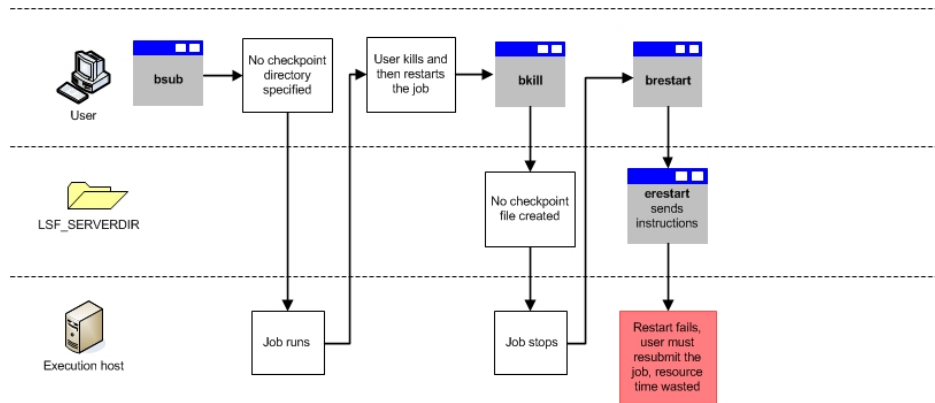 User
bsub
No checkpoint
directory
specified
User kills and
then restarts
the job
bkill
brestart
LSF_SERVERDIR
No checkpoint
file created
erestart
sends
instructions
Execution host
Job runs
Job stops
Restart fails,
user must
resubmit the
job, resource
time wasted